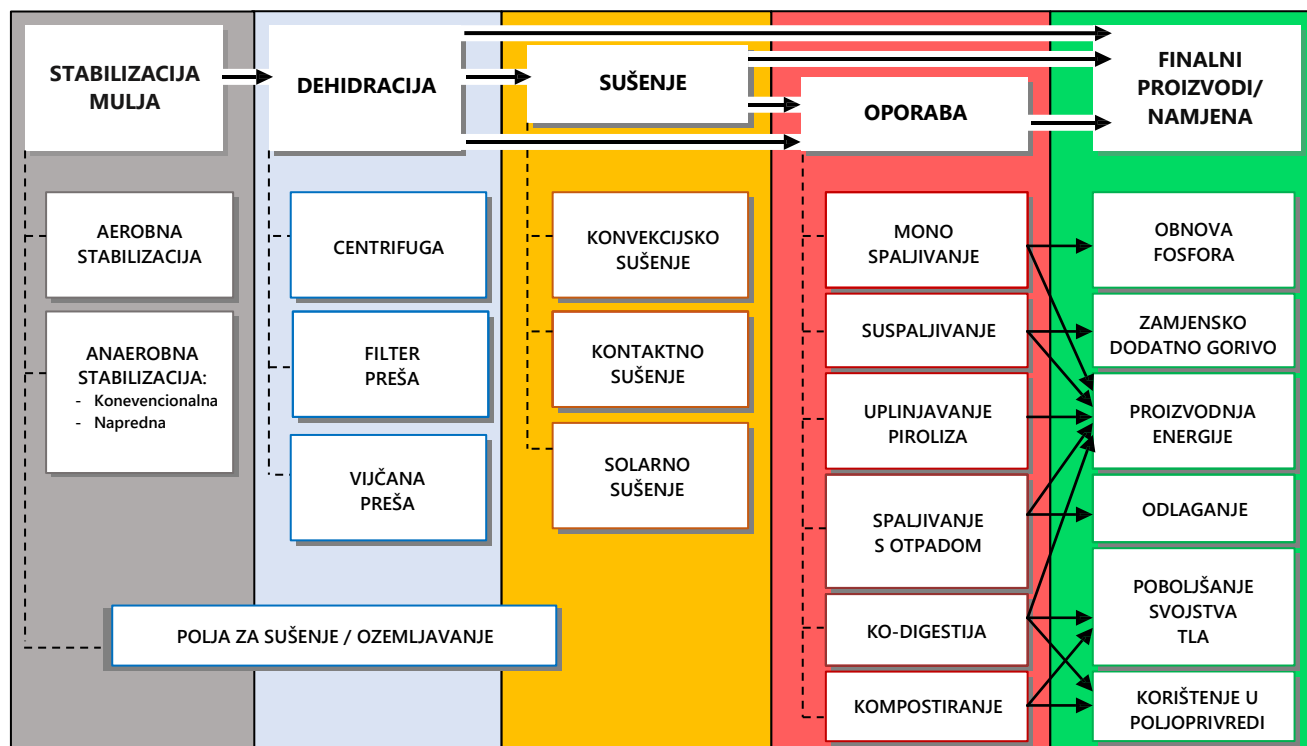 STABILIZACIJA
MULJA
DEHIDRACIJA
SUŠENJE
OPORABA
FINALNI
PROIZVODI/
NAMJENA
AEROBNA
STABILIZACIJA
ANAEROBNA
STABILIZACIJA:
- Konevencionalna
- Napredna
CENTRIFUGA
FILTER
PREŠA
VIJČANA
PREŠA
POLJA ZA SUŠENJE / OZEMLJAVANJE
KONVEKCIJSKO
SUŠENJE
KONTAKTNO
SUŠENJE
SOLARNO
SUŠENJE
MONO
SPALJIVANJE
SUSPALJIVANJE
UPLINJAVANJE
PIROLIZA
SPALJIVANJE
S OTPADOM
KO-DIGESTIJA
KOMPOSTIRANJE
OBNOVA
FOSFORA
ZAMJENSKO
DODATNO GORIVO
PROIZVODNJA
ENERGIJE
ODLAGANJE
POBOLJŠANJE
SVOJSTVA
TLA
KORIŠTENJE U
POLJOPRIVREDI